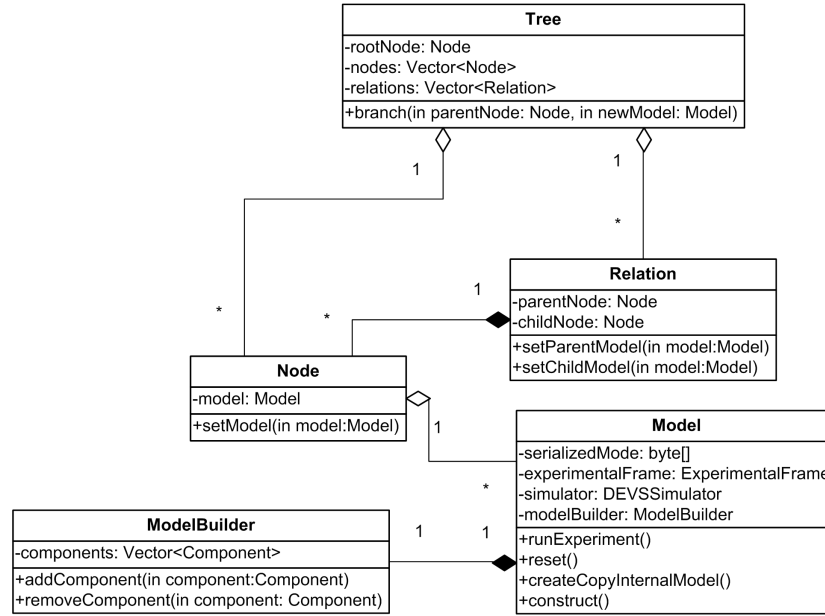 Tree
-rootNode: Node
-nodes: Vector<Node>
-relations: Vector<Relation>
+branch(in parentNode: Node, in newModel: Model)
1
1
*
*
Relation
-parentNode: Node
-childNode: Node
+setParentModel(in model:Model)
+setChildModel(in model:Model)
1
*
Node
-model: Model
+setModel(in model:Model)
1
*
Model
-serializedMode: byte[]
-experimentalFrame: ExperimentalFrame
-simulator: DEVSSimulator
-modelBuilder: ModelBuilder
+runExperiment()
+reset()
+createCopyInternalModel()
+construct()
1
1
ModelBuilder
-components: Vector<Component>
+addComponent(in component:Component)
+removeComponent(in component: Component)